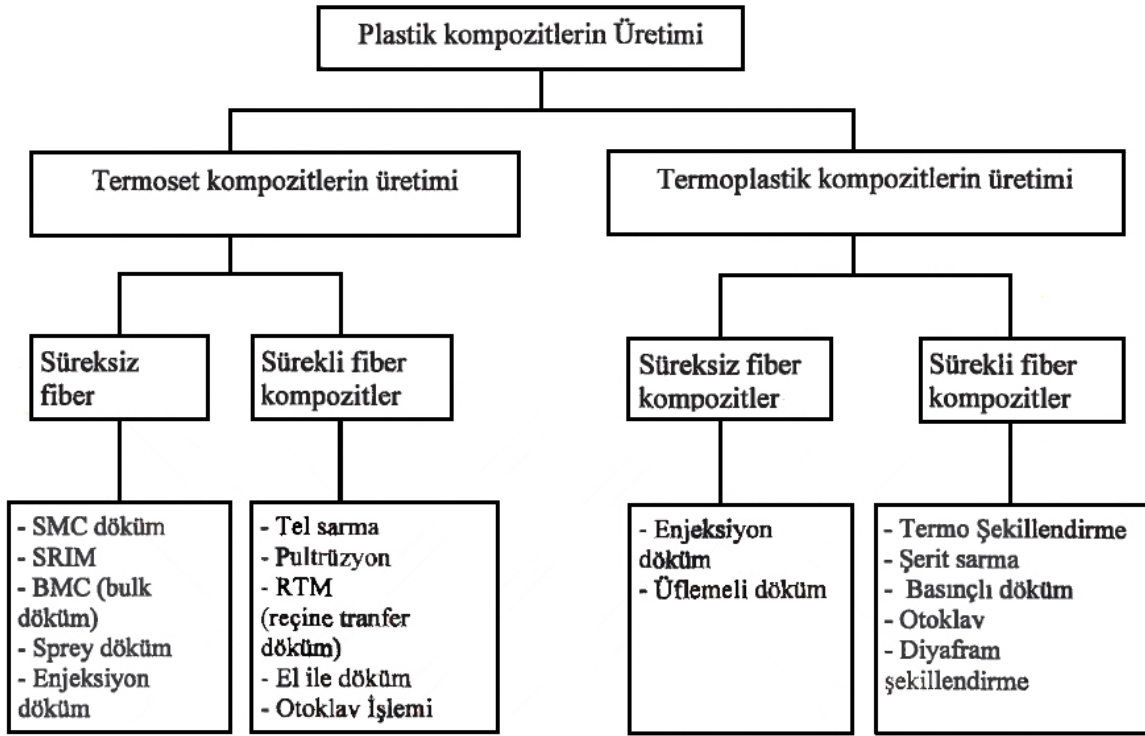 Plastik kompozitlerin Üretimi
Termoset kompozitlerin üretimi
Termoplastik kompozitlerin üretimi
Süreksiz
fiber
Sürekli fiber
kompozitler
Süreksiz fiber
kompozitler
Sürekli fiber
kompozitler
- SMC döküm
- SRIM
- BMC (bulk
döküm)
- Sprey döküm
- Enjeksiyon
döküm
- Tel sarma
- Pultrüzyon
- RTM
(reçine tranfer
döküm)
- El ile döküm
- Otoklav İşlemi
- Enjeksiyon
döküm
- Üflemeli döküm
- Termo Şekillendirme
- Şerit sarma
- Basınçlı döküm
- Otoklav
- Diyafram
şekillendirme